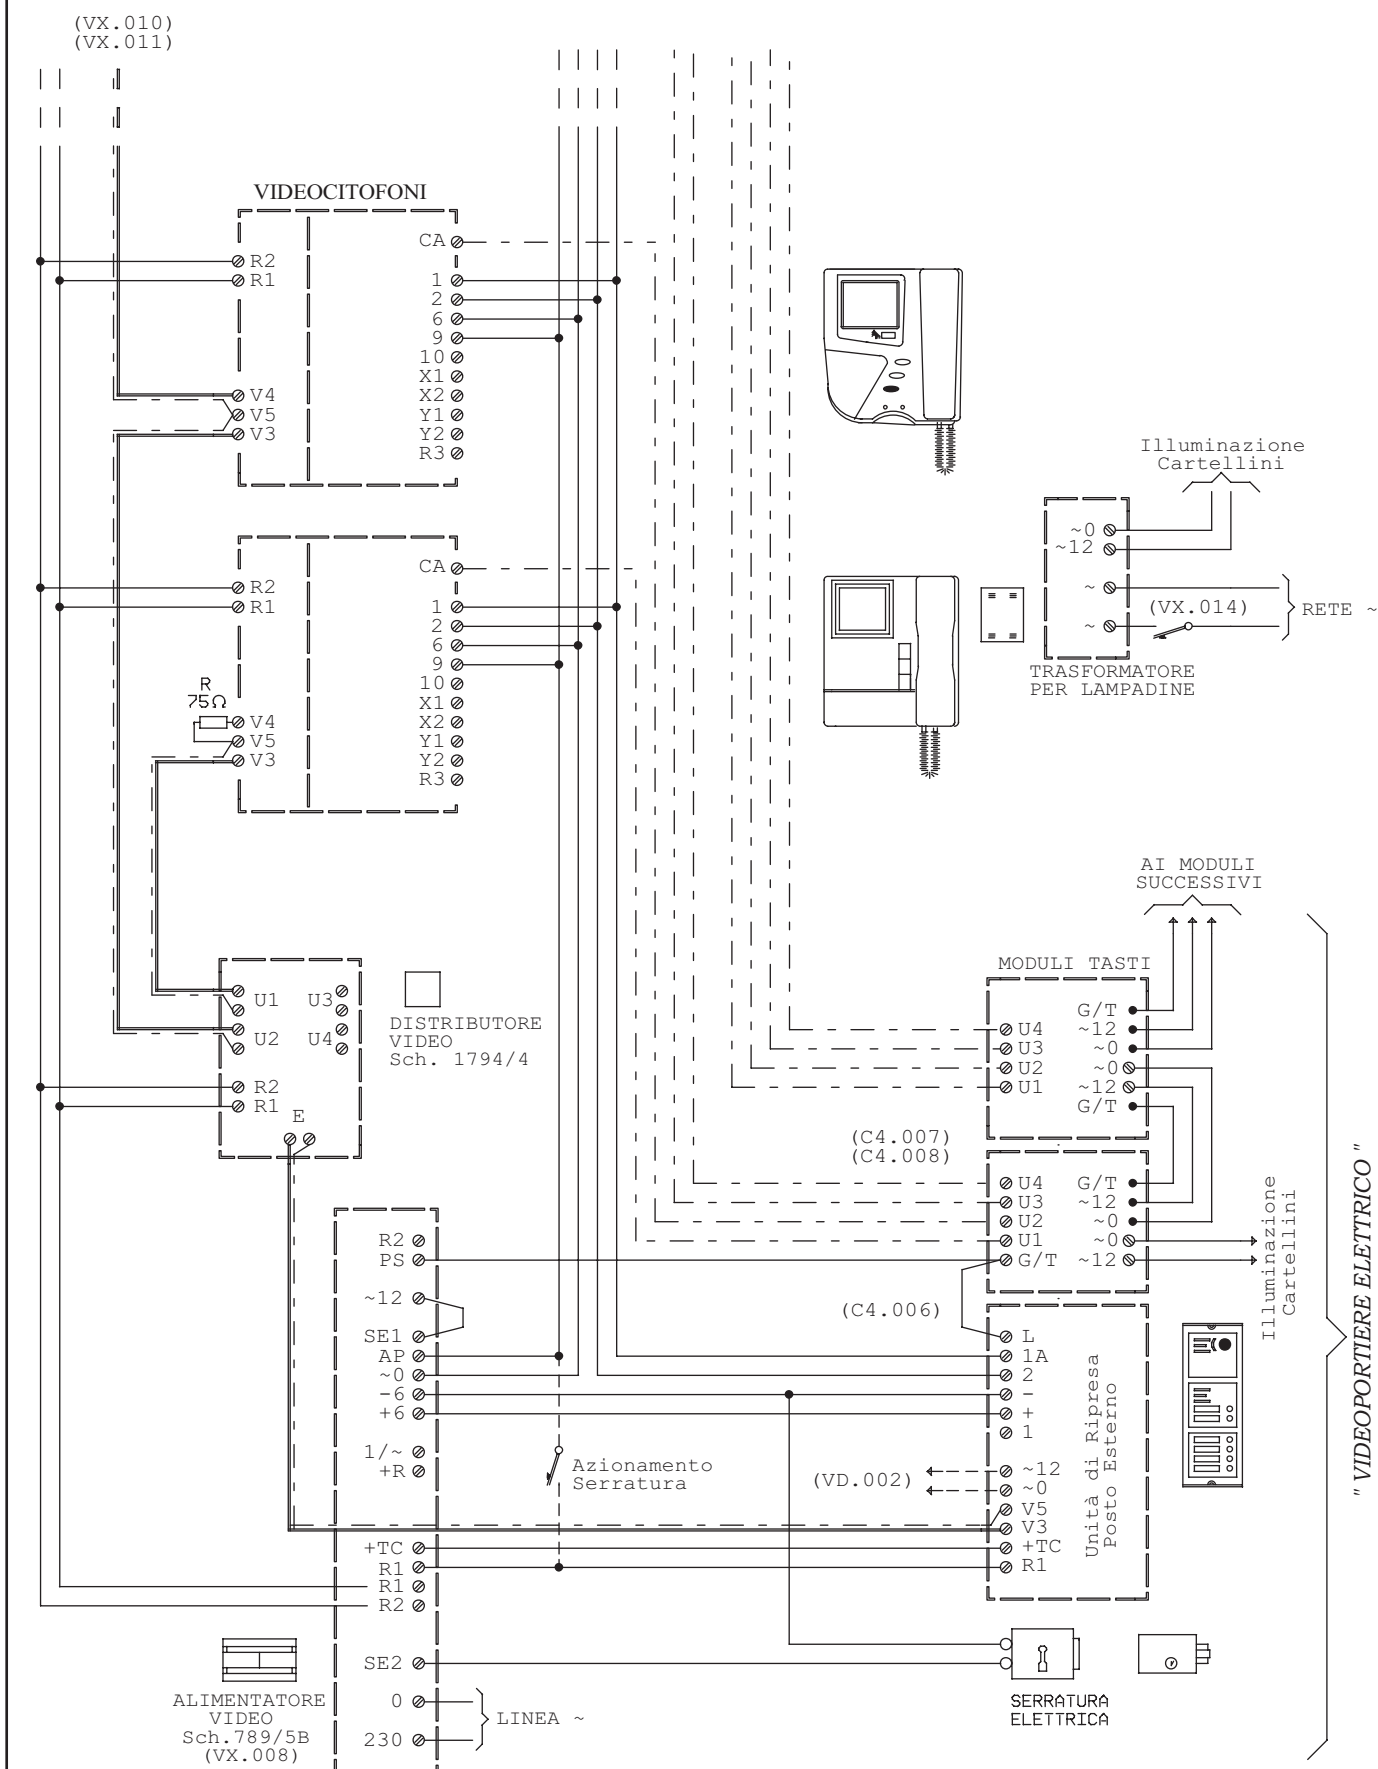 (VX.010)
(VX.011)
VIDEOCITOFONI
CA
R2
R1
1
2
6
9
10
X1
V4
X2
V5
Y1
V3
Y2
R3
Illuminazione
Cartellini
~0
~12
~
(VX.014)
RETE ~
~
TRASFORMATORE
PER LAMPADINE
CA
R2
R1
1
2
6
9
10
R
75Ω
X1
V4
X2
V5
Y1
V3
Y2
R3
AI MODULI
SUCCESSIVI
MODULI TASTI
U1
U3
U2
U4
R2
R1
E
DISTRIBUTORE
VIDEO
Sch. 1794/4
G/T
U4
~12
U3
~0
U2
~0
U1
~12
G/T
(C4.007)
(C4.008)
U4
G/T
U3
~12
U2
~0
U1
~0
G/T
~12
Illuminazione
Cartellini
" VIDEOPORTIERE ELETTRICO "
R2
PS
~12
SE1
AP
~0
-6
+6
1/~
+R
+TC
R1
R1
R2
SE2
0
230
LINEA ~
(C4.006)
L
1A
2
-
+
1
~12
~0
V5
V3
+TC
R1
Unità di Ripresa
Posto Esterno
(VD.002)
Azionamento
Serratura
ALIMENTATORE
VIDEO
Sch.789/5B
(VX.008)
SERRATURA
ELETTRICA